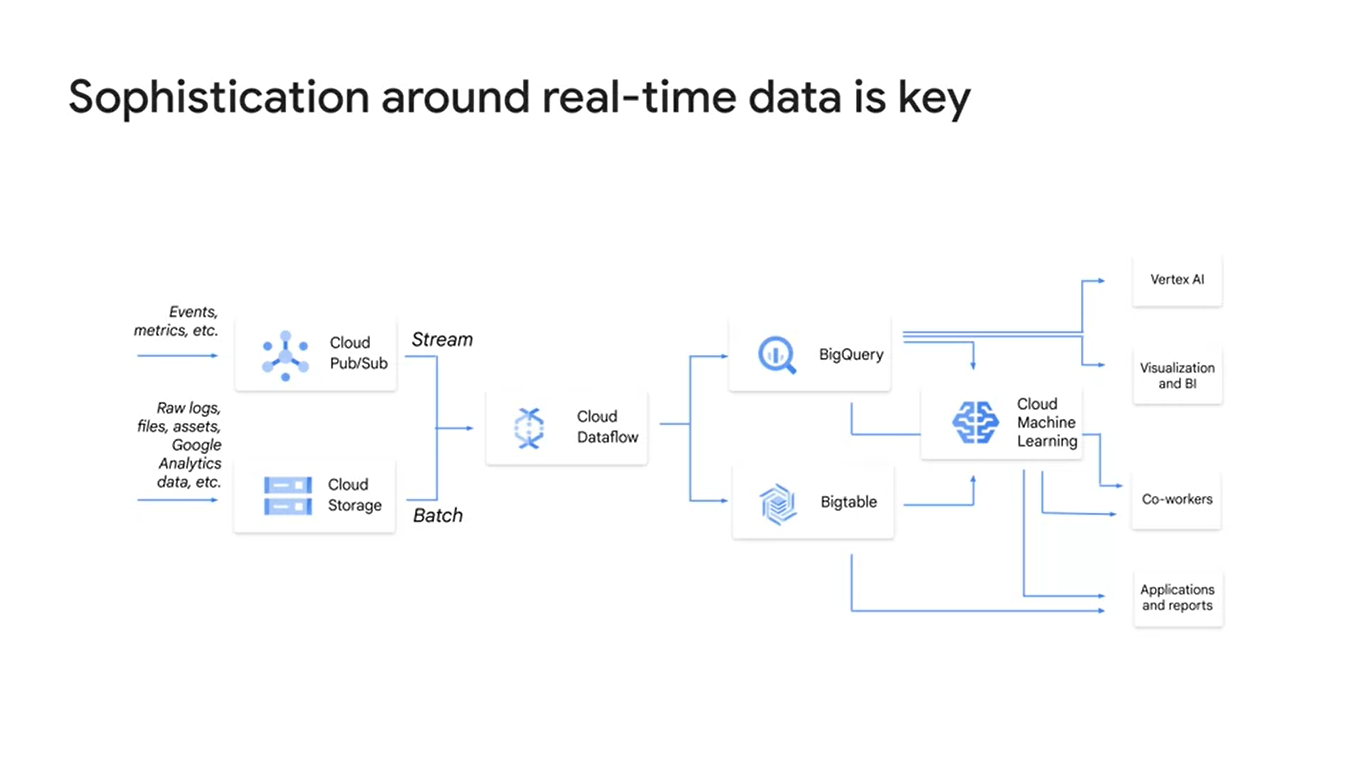 Sophistication around real-time data is key
Events,
metrics, etc.
Cloud
Pub/Sub
Stream
Raw logs,
files, assets,
Google
Analytics
data, etc.
Cloud
Storage
Batch
Cloud
Dataflow
BigQuery
Bigtable
Cloud
Machine
Learning
Vertex AI
Visualization
and BI
Co-workers
Applications
and reports